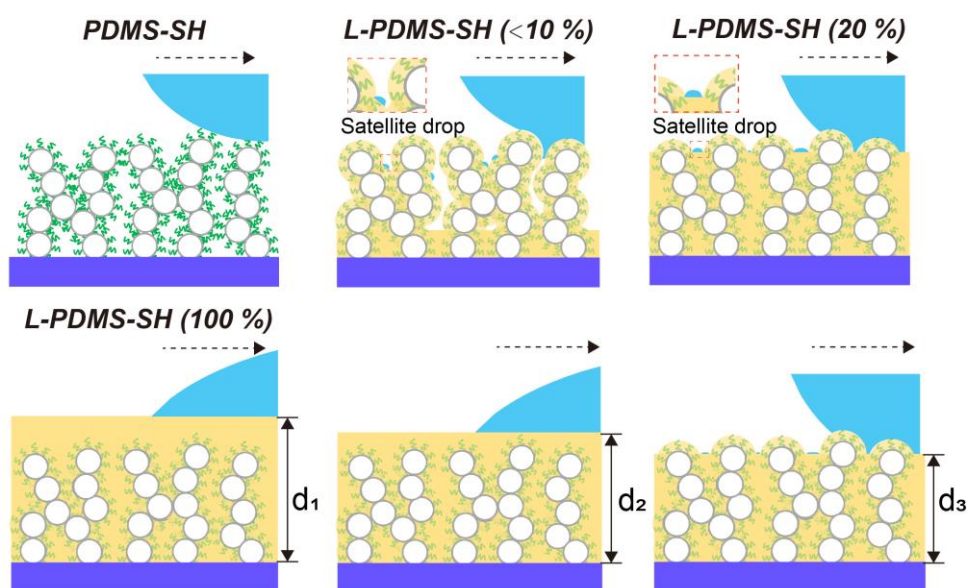 PDMS-SH
L-PDMS-SH (<10 %)
L-PDMS-SH (20 %)
Satellite drop
Satellite drop
L-PDMS-SH (100 %)
d₁
d₂
d₃